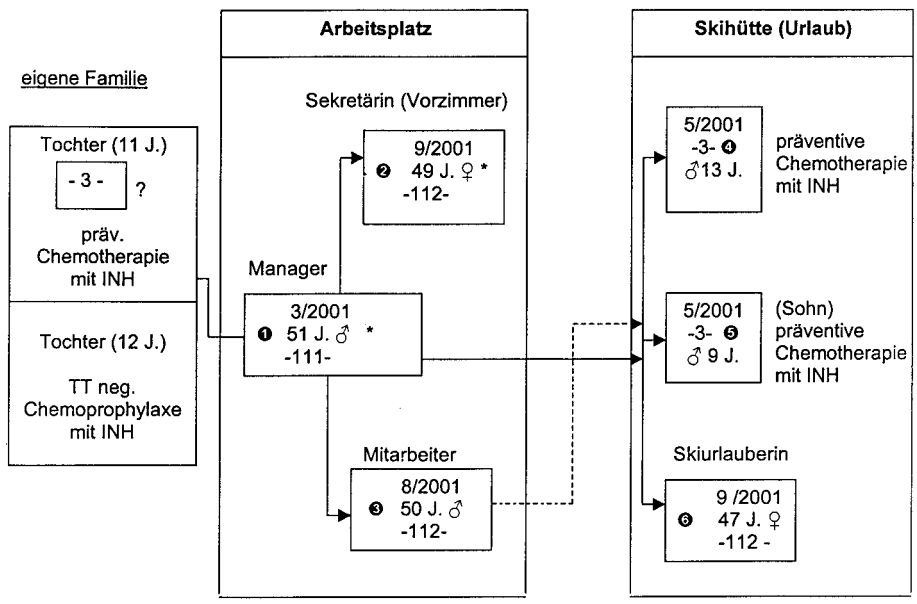 eigene Familie
Tochter (11 J.)
- 3 -
?
präv.
Chemotherapie
mit INH
Tochter (12 J.)
TT neg.
Chemoprophylaxe
mit INH
Arbeitsplatz
Sekretärin (Vorzimmer)
9/2001
❷ 49 J. ♀ *
-112-
Manager
3/2001
❶ 51 J. ♂ *
-111-
Mitarbeiter
8/2001
❸ 50 J. ♂
-112-
Skihütte (Urlaub)
5/2001
-3- ❹
♂13 J.
präventive
Chemotherapie
mit INH
5/2001
-3- ❺
♂ 9 J.
(Sohn)
präventive
Chemotherapie
mit INH
Skiurlauberin
9 /2001
❻ 47 J. ♀
-112 -